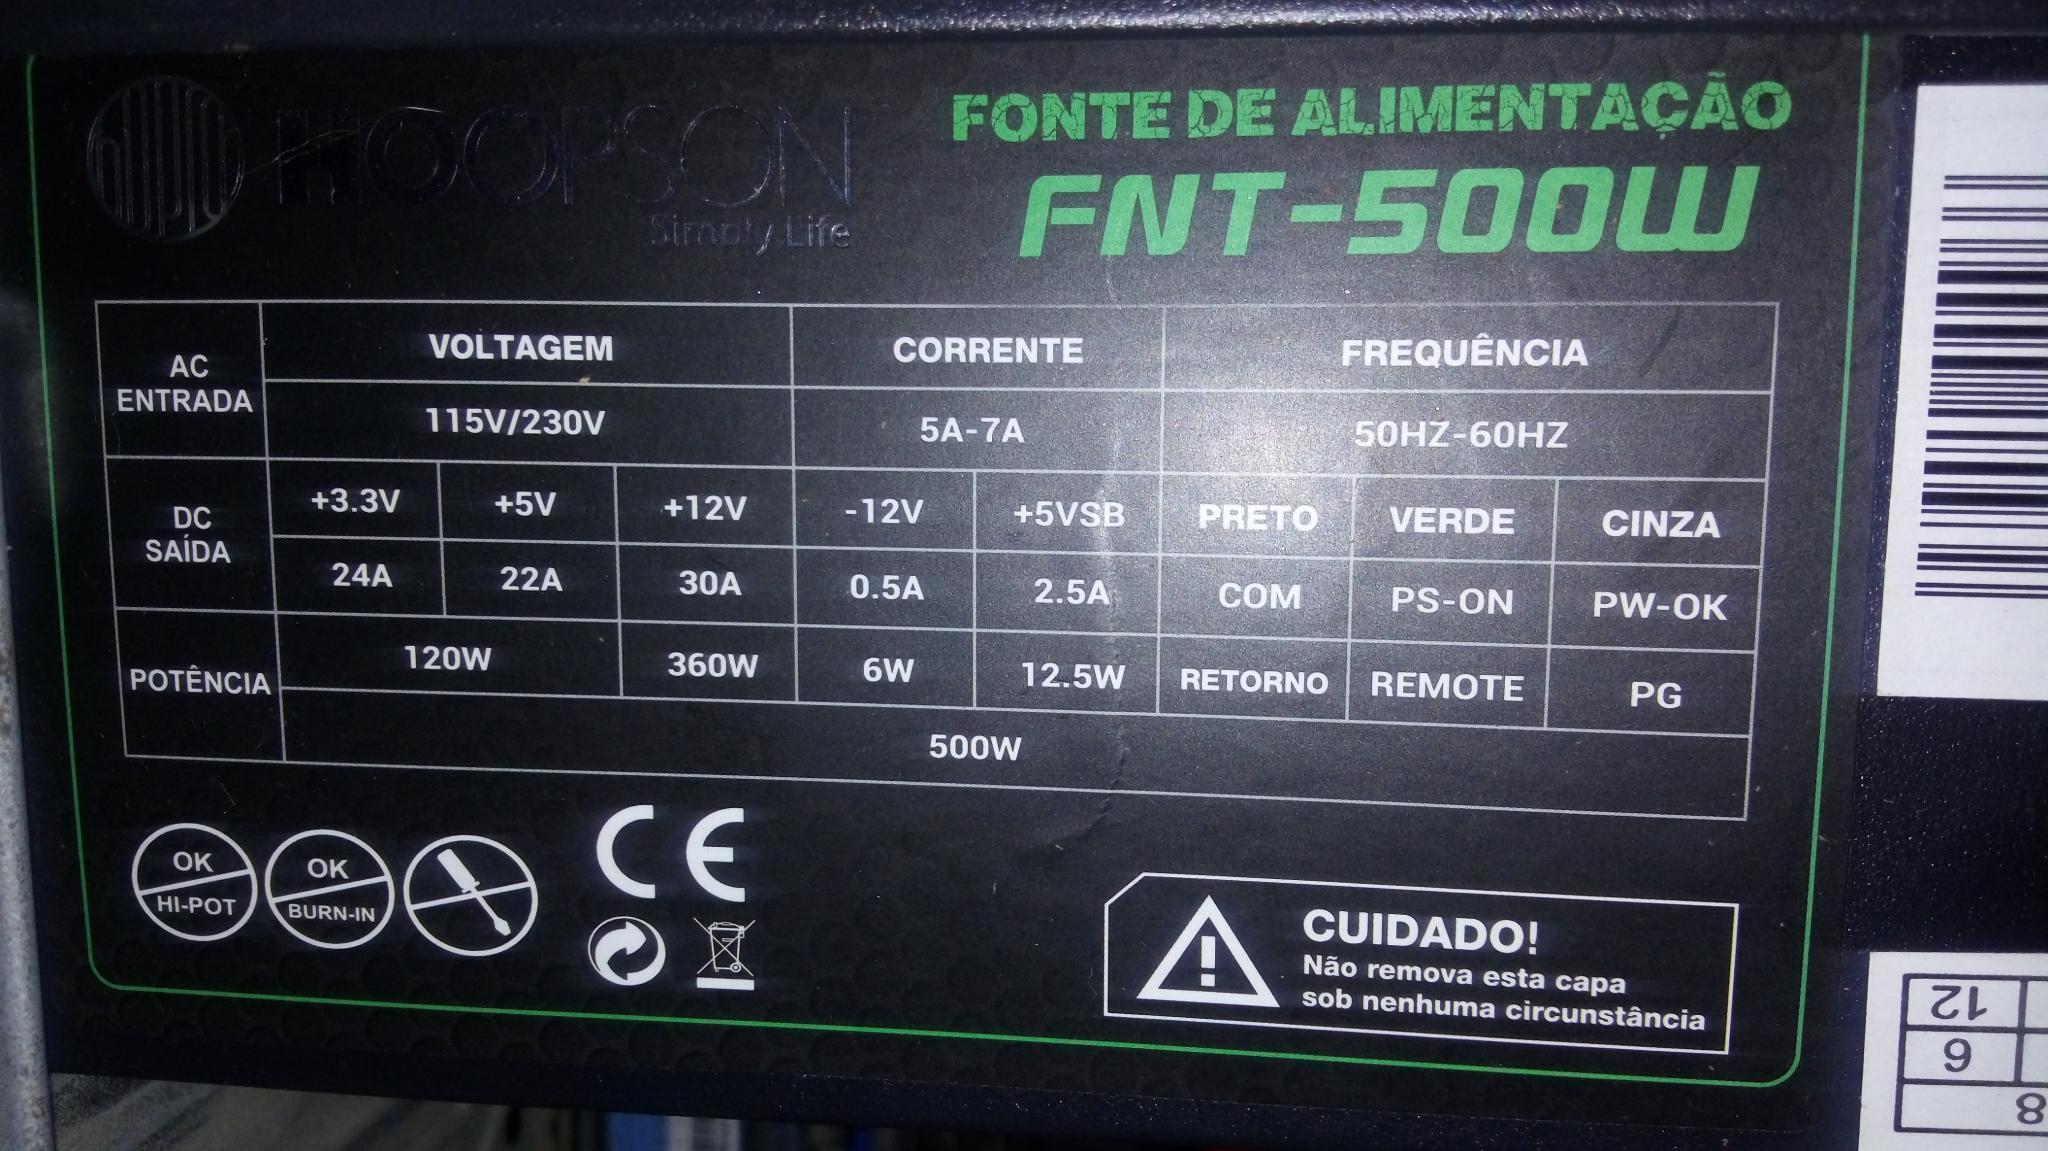 HOOPSON
Simply Life
FONTE DE ALIMENTAÇÃO
FNT-500W
AC ENTRADA VOLTAGEM CORRENTE FREQUÊNCIA
115V/230V 5A-7A 50HZ-60HZ
DC SAÍDA +3.3V +5V +12V -12V +5VSB PRETO VERDE CINZA
24A 22A 30A 0.5A 2.5A COM PS-ON PW-OK
POTÊNCIA 120W 360W 6W 12.5W RETORNO REMOTE PG
500W
OK
HI-POT
OK
BURN-IN
CE
CUIDADO!
Não remova esta capa
sob nenhuma circunstância
12
6
8